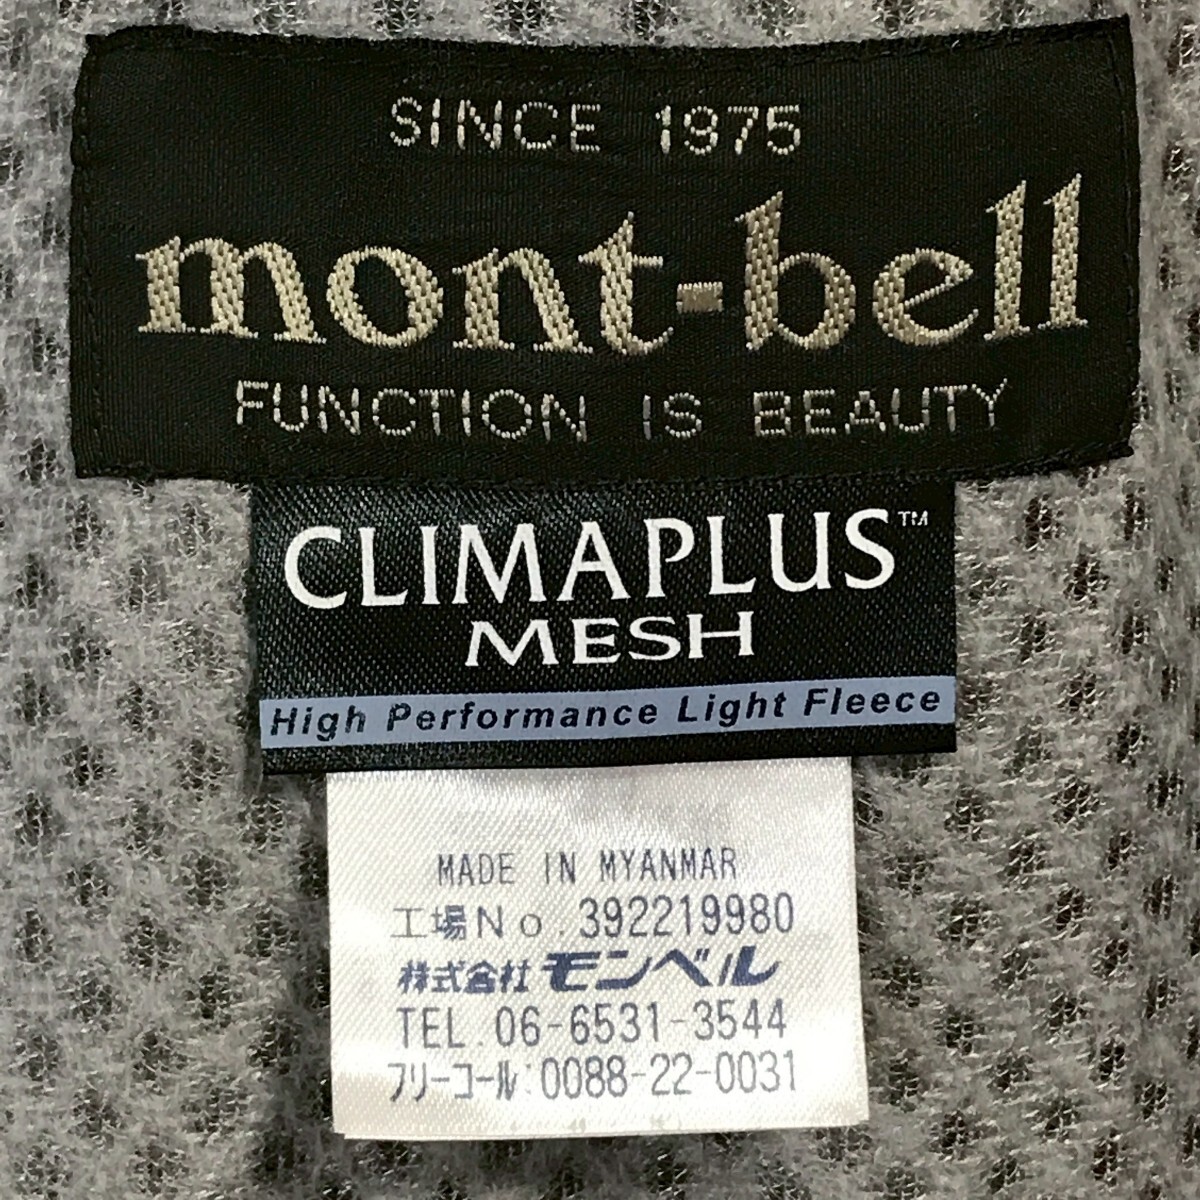 SINCE 1975
mont-bell
FUNCTION IS BEAUTY
CLIMAPLUS™
MESH
High Performance Light Fleece
MADE IN MYANMAR
工場No.392219980
株式会社モンベル
TEL.06-6531-3544
フリーコール:0088-22-0031